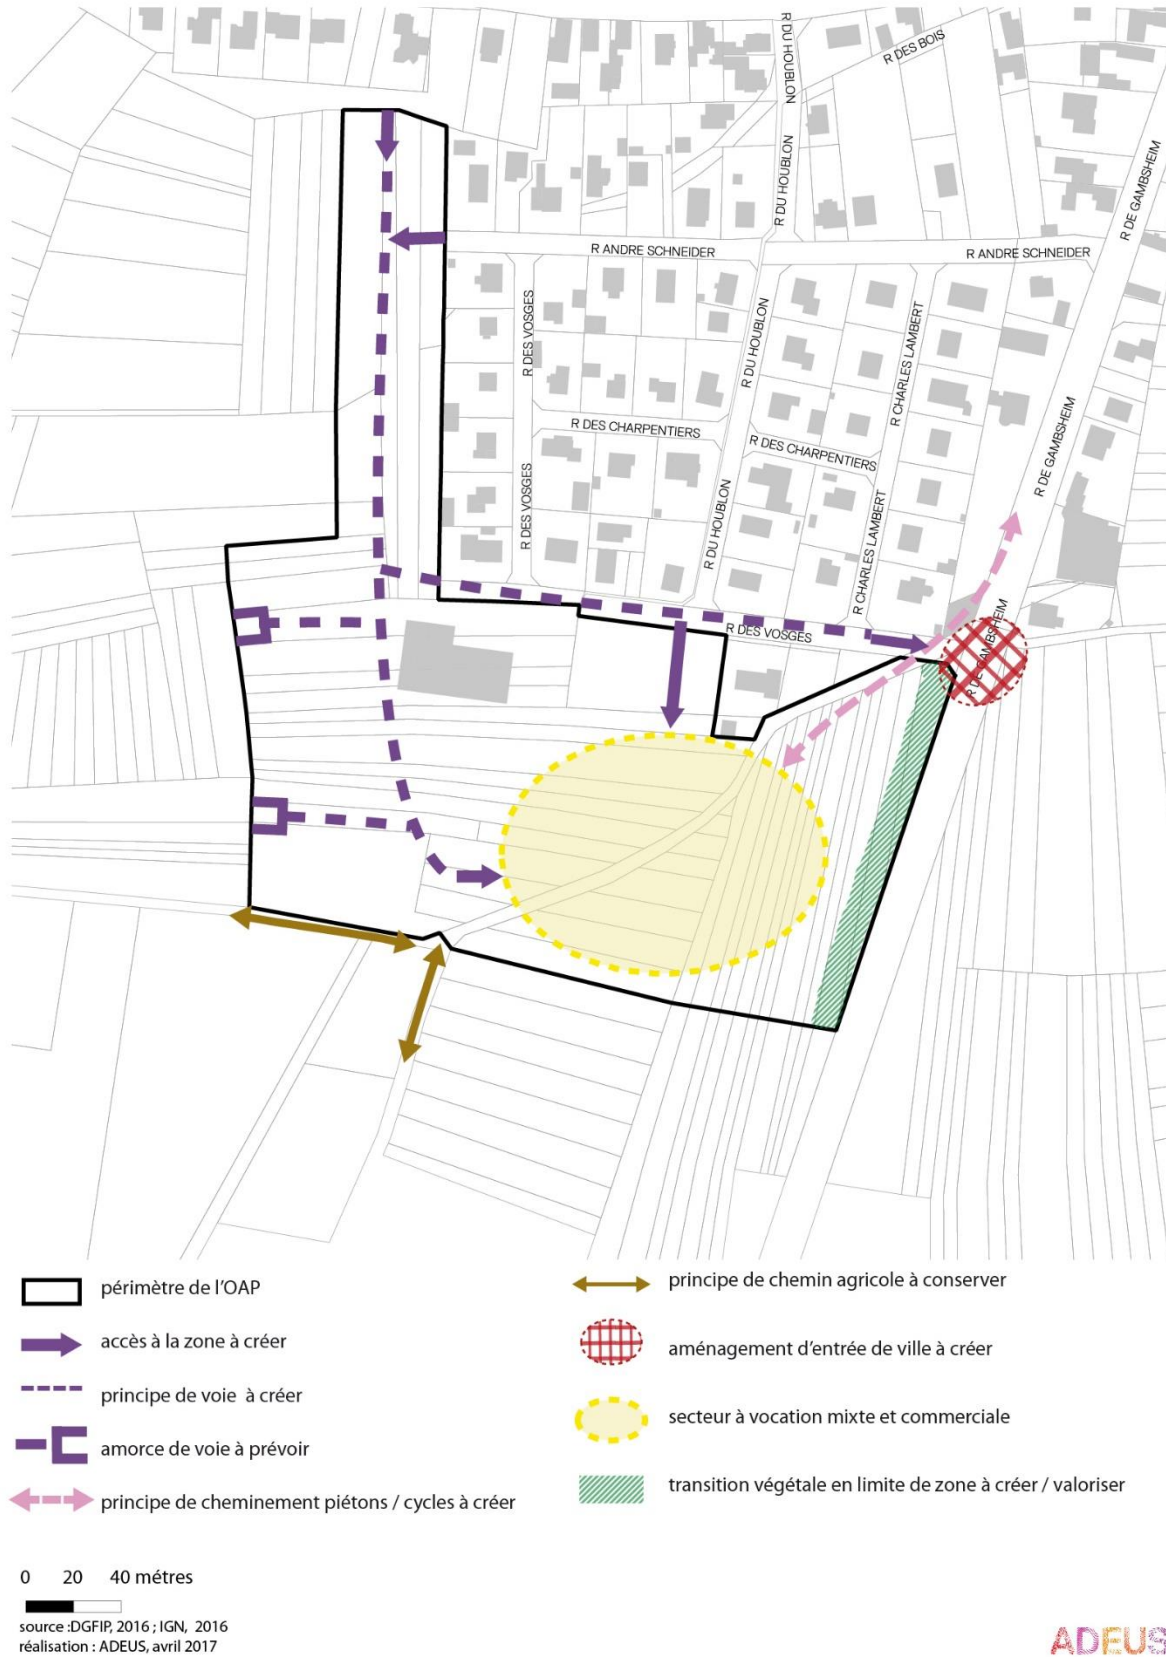 R DU HOUBLON
R DES BOIS
R DU HOUBLON
R DE GAMBSHEIM
R ANDRE SCHNEIDER
R ANDRE SCHNEIDER
R DES VOSGES
R DU HOUBLON
R CHARLES LAMBERT
R DES CHARPENTIERS
R DES CHARPENTIERS
R DE GAMBSHEIM
R DES VOSGES
R DU HOUBLON
R CHARLES LAMBERT
R DES VOSGES
R DE GAMBSHEIM
périmètre de l'OAP
accès à la zone à créer
principe de voie à créer
amorce de voie à prévoir
principe de cheminement piétons / cycles à créer
principe de chemin agricole à conserver
aménagement d'entrée de ville à créer
secteur à vocation mixte et commerciale
transition végétale en limite de zone à créer / valoriser
0 20 40 métres
source :DGFIP, 2016 ; IGN, 2016
réalisation : ADEUS, avril 2017
ADEUS